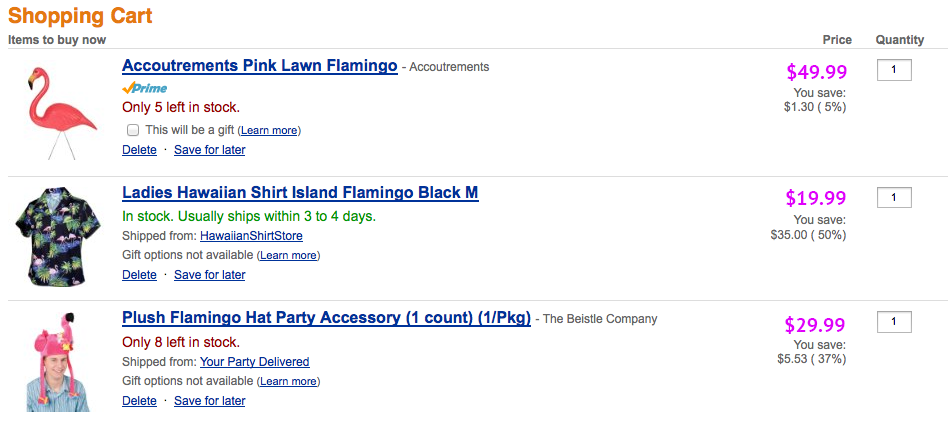 Shopping Cart
Items to buy now Price Quantity
Accoutrements Pink Lawn Flamingo - Accoutrements $49.99 1
Prime You save:
Only 5 left in stock. $1.30 ( 5%)
This will be a gift (Learn more)
Delete · Save for later
Ladies Hawaiian Shirt Island Flamingo Black M $19.99 1
In stock. Usually ships within 3 to 4 days. You save:
Shipped from: HawaiianShirtStore $35.00 ( 50%)
Gift options not available (Learn more)
Delete · Save for later
Plush Flamingo Hat Party Accessory (1 count) (1/Pkg) - The Beistle Company $29.99 1
Only 8 left in stock. You save:
Shipped from: Your Party Delivered $5.53 ( 37%)
Gift options not available (Learn more)
Delete · Save for later